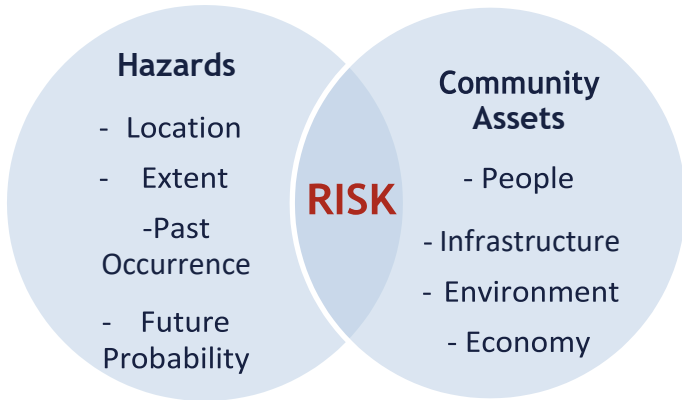 Hazards
- Location
- Extent
-Past
Occurrence
- Future
Probability
RISK
Community
Assets
- People
- Infrastructure
- Environment
- Economy